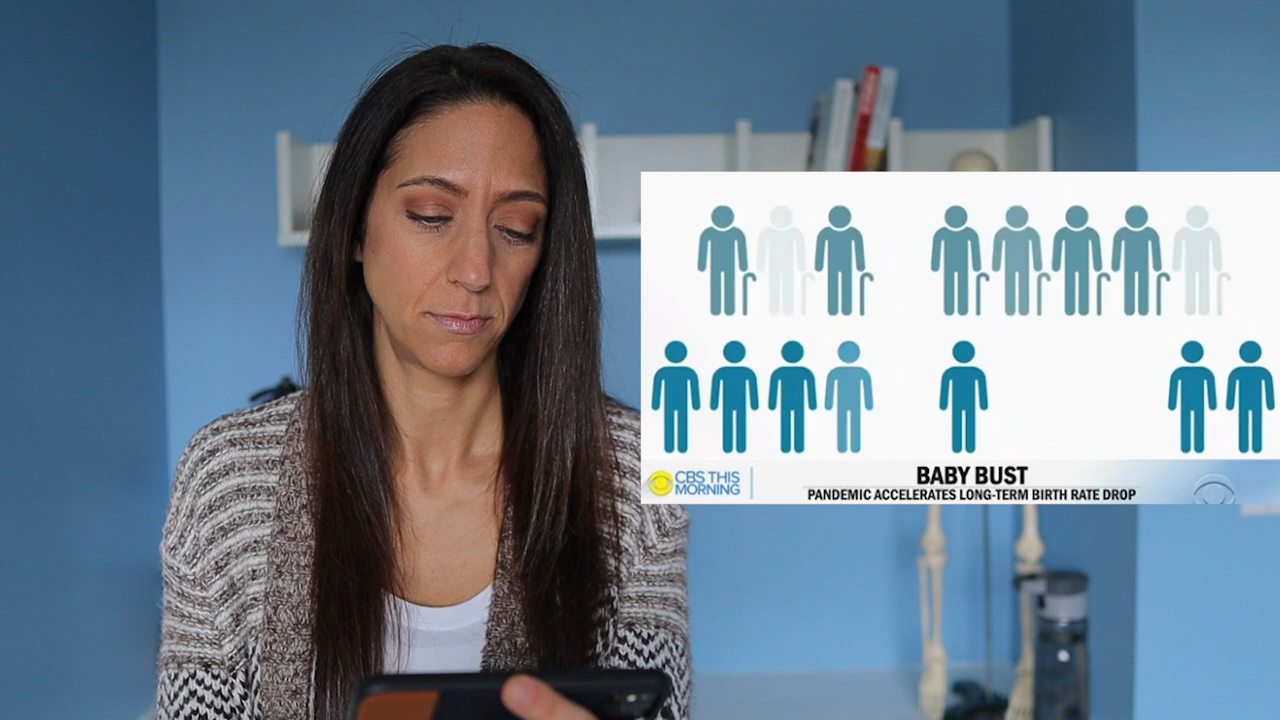 BABY BUST
CBS THIS
MORNING
PANDEMIC ACCELERATES LONG-TERM BIRTH RATE DROP